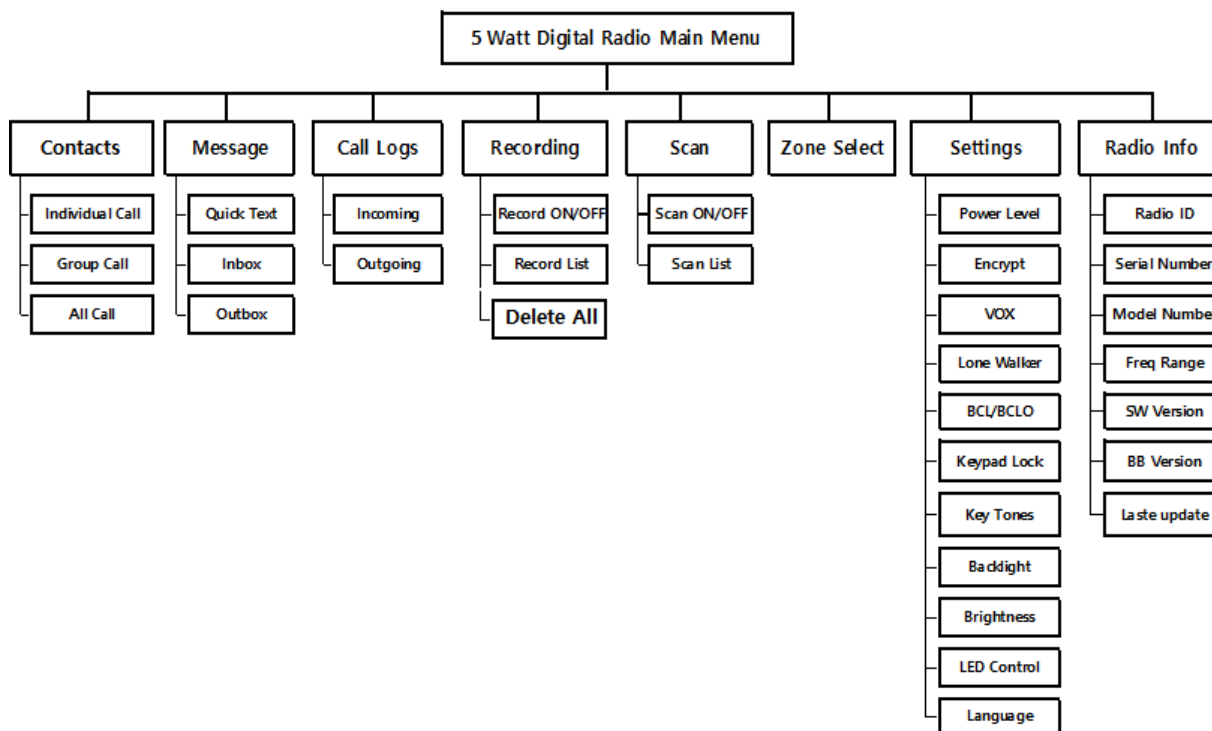 5 Watt Digital Radio Main Menu
Contacts
Message
Call Logs
Recording
Scan
Zone Select
Settings
Radio Info
Individual Call
Group Call
All Call
Quick Text
Inbox
Outbox
Incoming
Outgoing
Record ON/OFF
Record List
Delete All
Scan ON/OFF
Scan List
Power Level
Encrypt
VOX
Lone Walker
BCL/BCLO
Keypad Lock
Key Tones
Backlight
Brightness
LED Control
Language
Radio ID
Serial Number
Model Number
Freq Range
SW Version
BB Version
Laste update